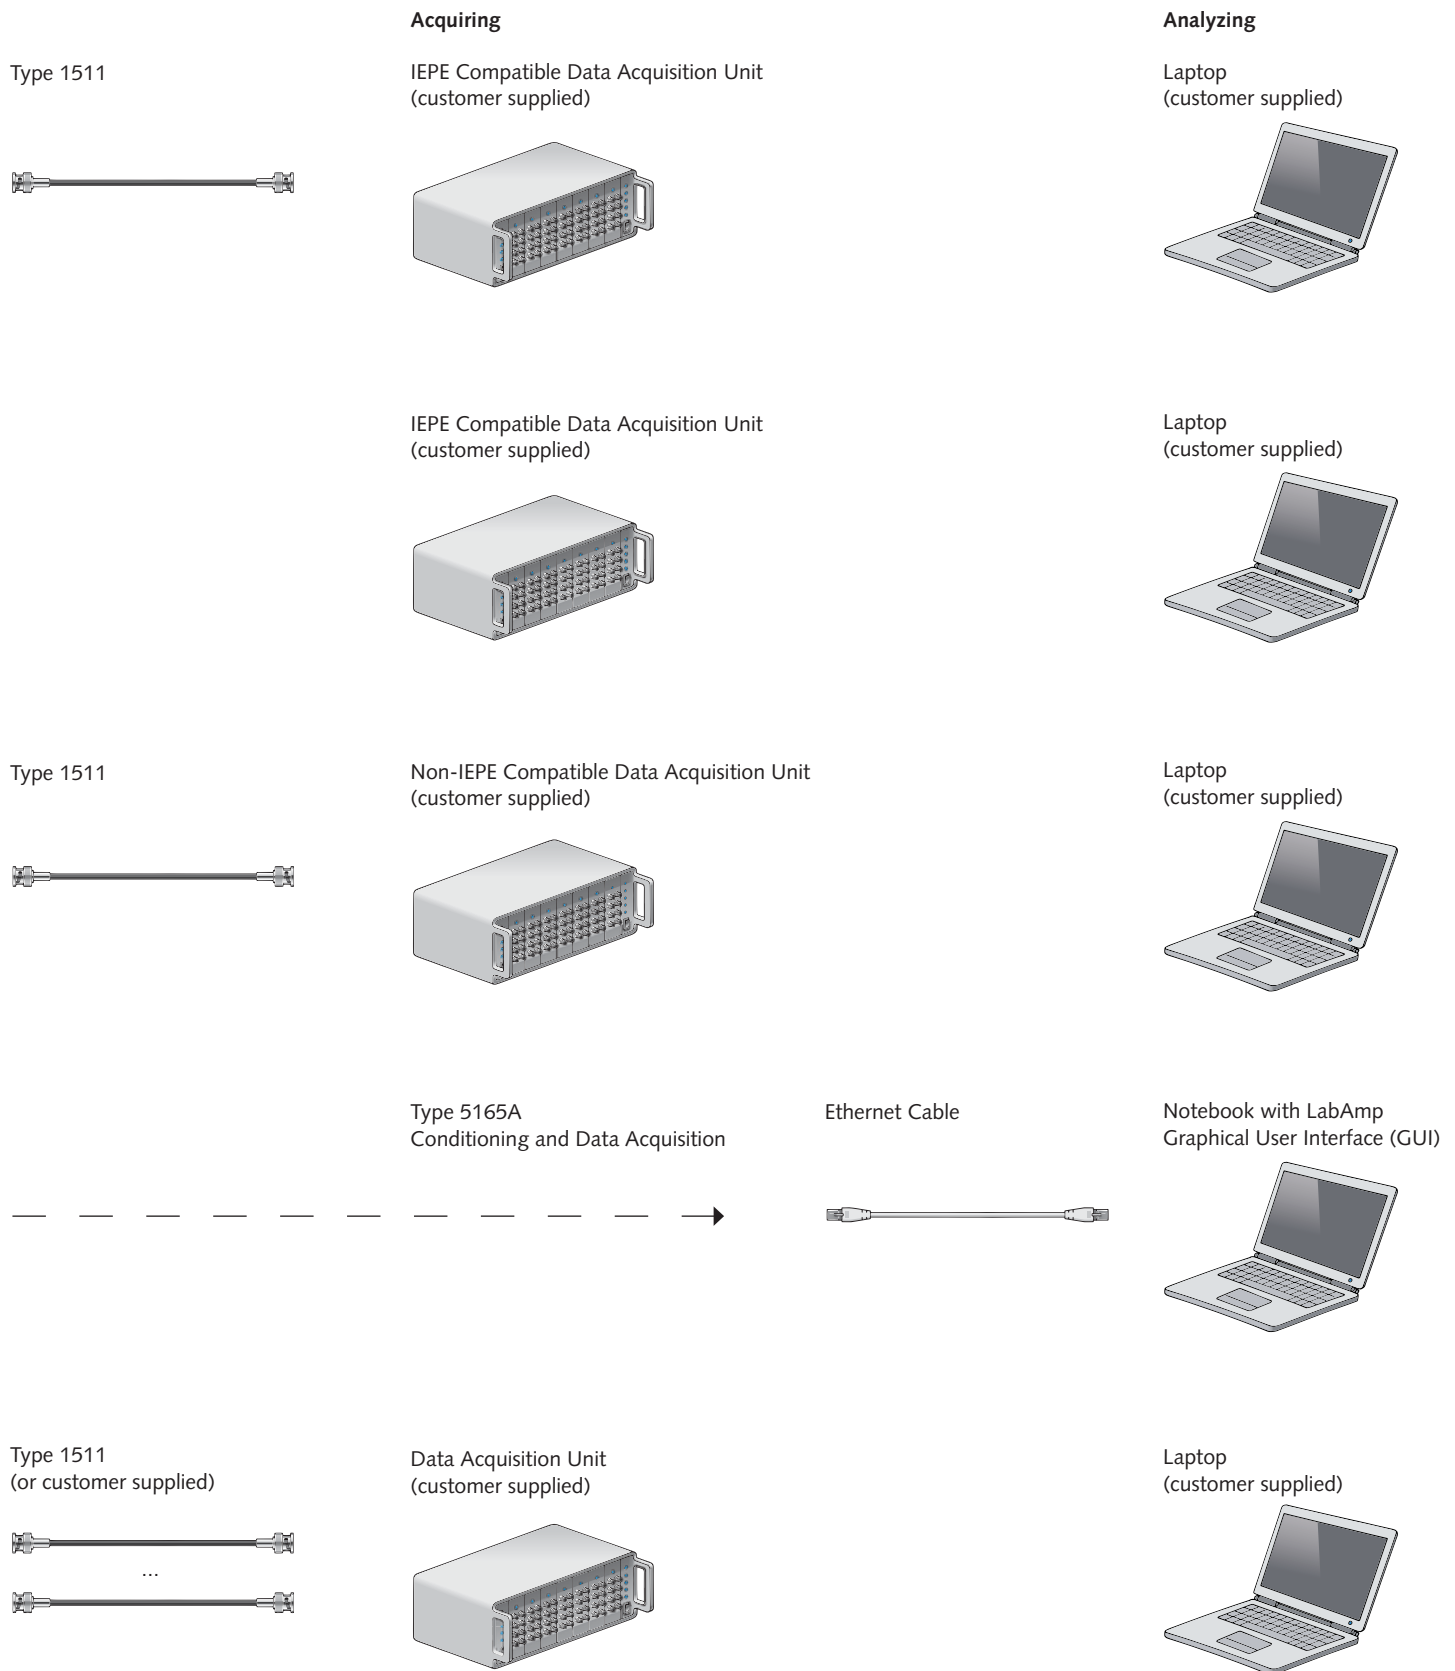 Acquiring
Analyzing
Type 1511
IEPE Compatible Data Acquisition Unit
(customer supplied)
Laptop
(customer supplied)
IEPE Compatible Data Acquisition Unit
(customer supplied)
Laptop
(customer supplied)
Type 1511
Non-IEPE Compatible Data Acquisition Unit
(customer supplied)
Laptop
(customer supplied)
Type 5165A
Conditioning and Data Acquisition
Ethernet Cable
Notebook with LabAmp
Graphical User Interface (GUI)
Type 1511
(or customer supplied)
...
Data Acquisition Unit
(customer supplied)
Laptop
(customer supplied)